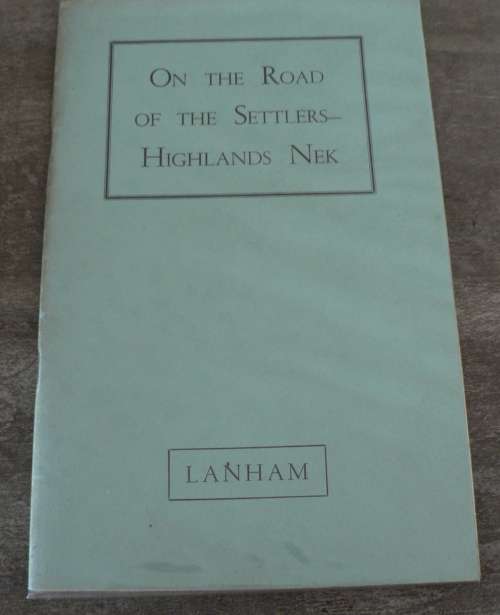 On the Road
of the Settlers–
Highlands Nek
LANHAM